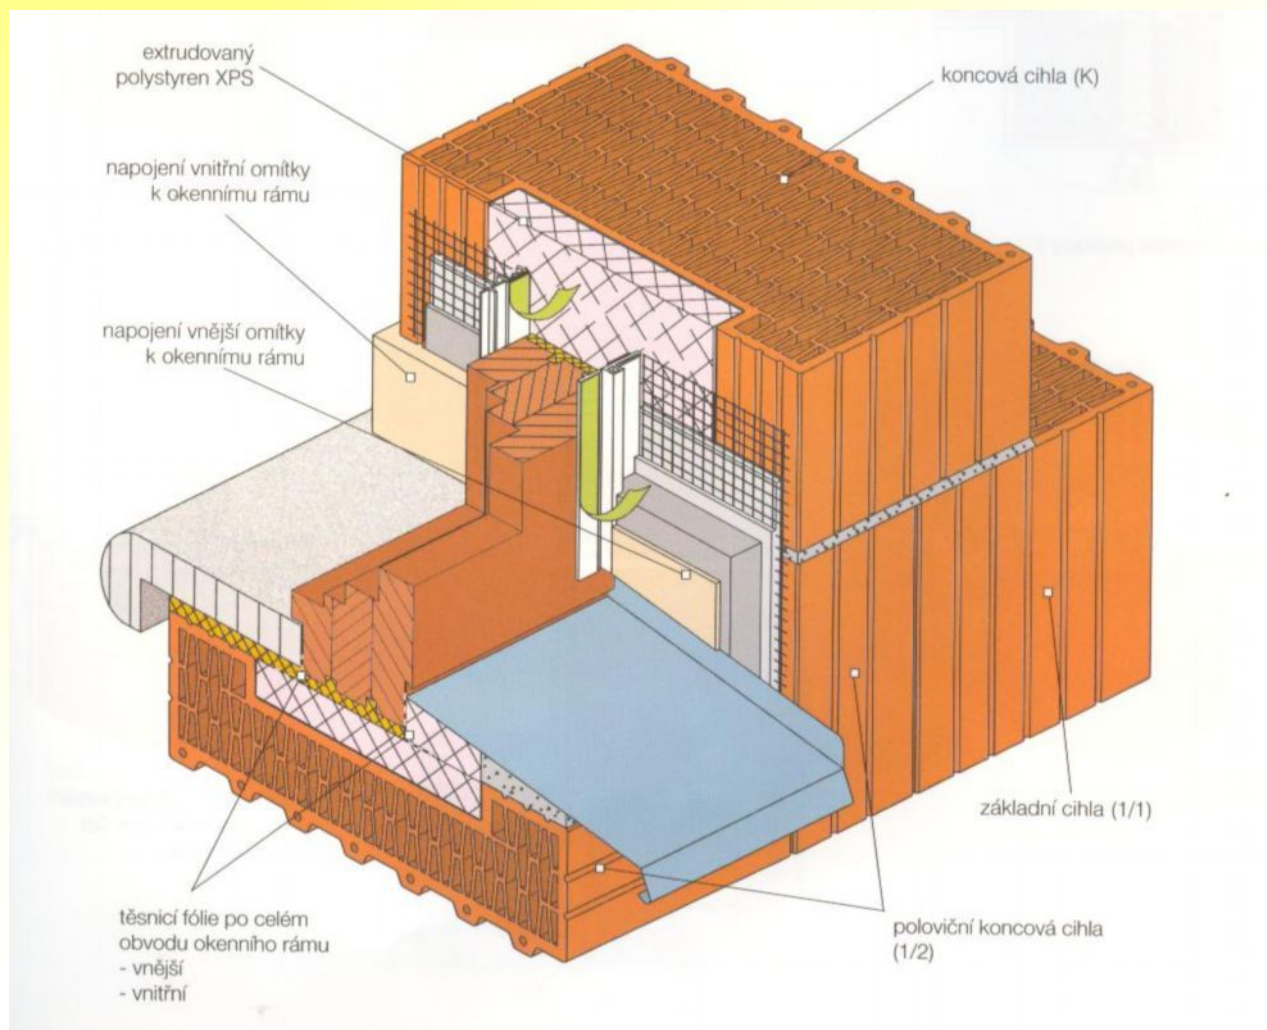 extrudovaný
polystyren XPS
koncová cihla (K)
napojení vnitřní omítky
k okennímu rámu
napojení vnější omítky
k okennímu rámu
základní cihla (1/1)
těsnicí fólie po celém
obvodu okenního rámu
- vnější
- vnitřní
poloviční koncová cihla
(1/2)